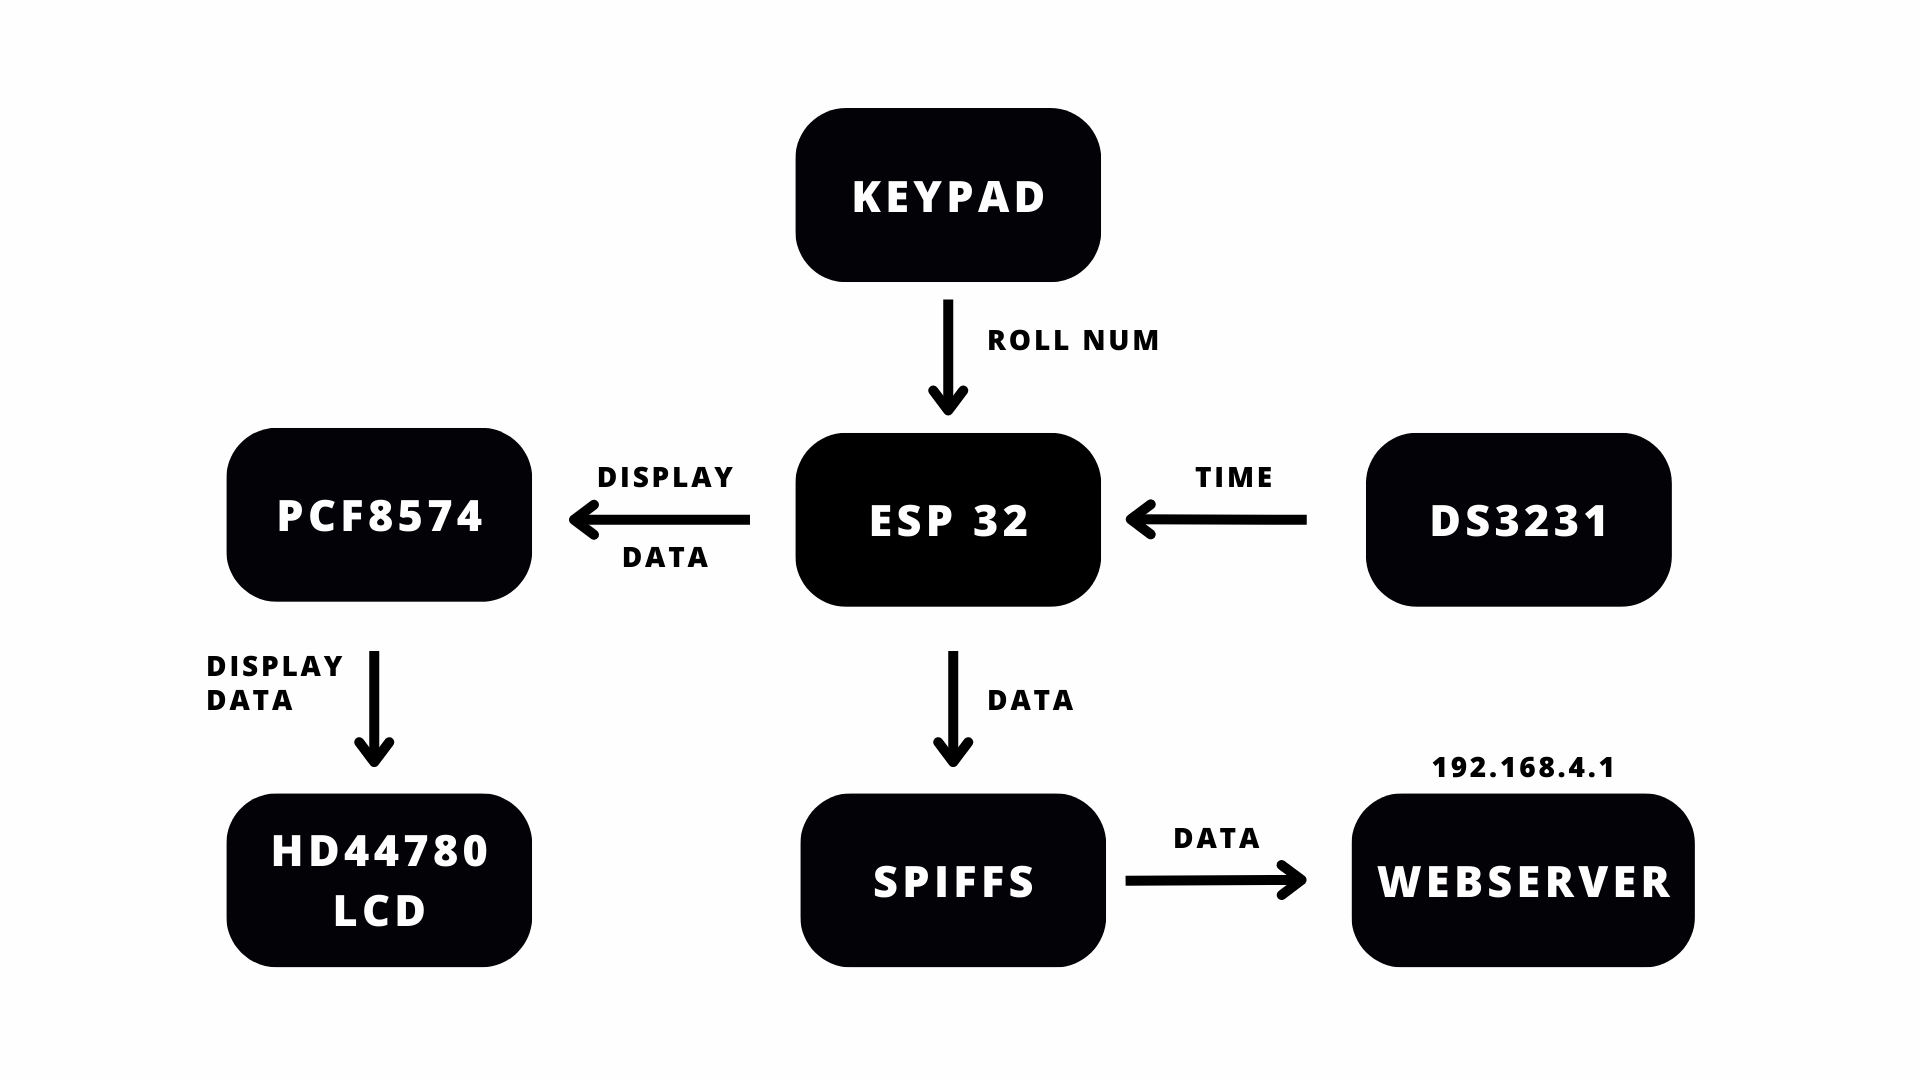 KEYPAD
ROLL NUM
PCF8574
DISPLAY
DATA
ESP 32
TIME
DS3231
DISPLAY
DATA
DATA
HD44780
LCD
SPIFFS
DATA
192.168.4.1
WEBSERVER